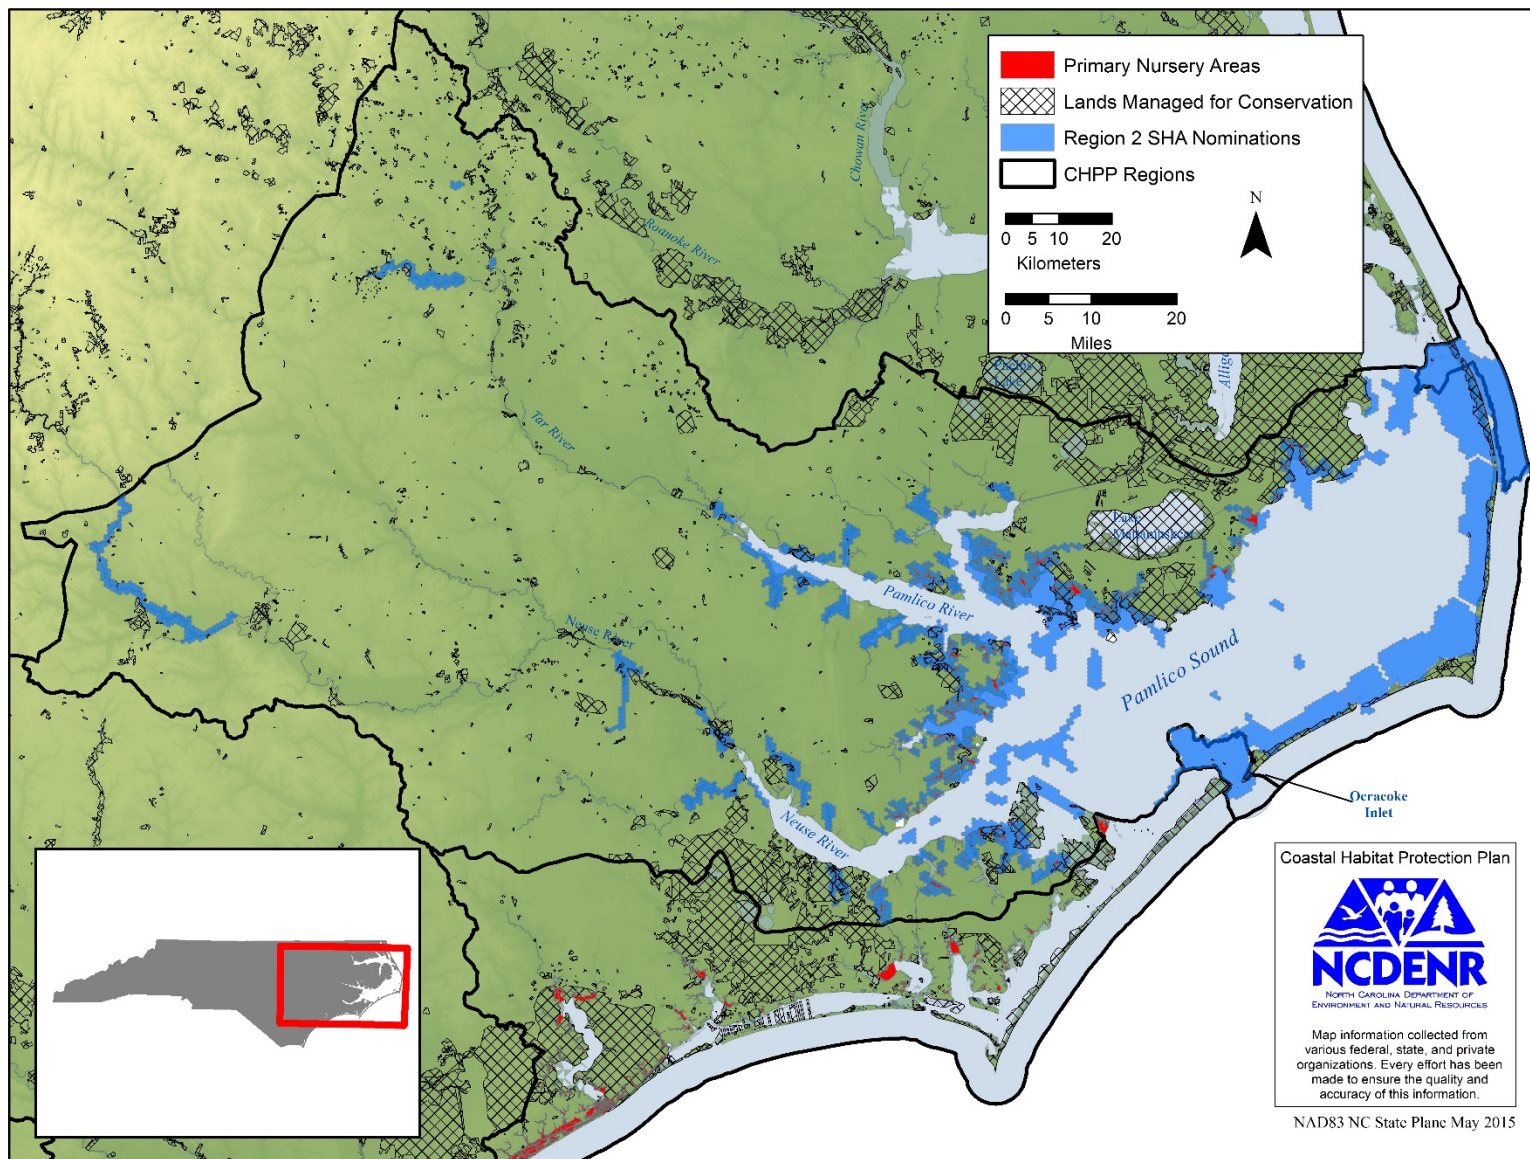 Primary Nursery Areas
Lands Managed for Conservation
Region 2 SHA Nominations
CHPP Regions
0 5 10 20
Kilometers
0 5 10 20
Miles
N
Chowan River
Roanoke River
Phelps
Lake
Tar River
Lake
Mattamuskeet
Pamlico River
Neuse River
Pamlico Sound
Neuse River
Ocracoke
Inlet
Coastal Habitat Protection Plan
NCDENR
NORTH CAROLINA DEPARTMENT OF
ENVIRONMENT AND NATURAL RESOURCES
Map information collected from
various federal, state, and private
organizations. Every effort has been
made to ensure the quality and
accuracy of this information.
NAD83 NC State Plane May 2015